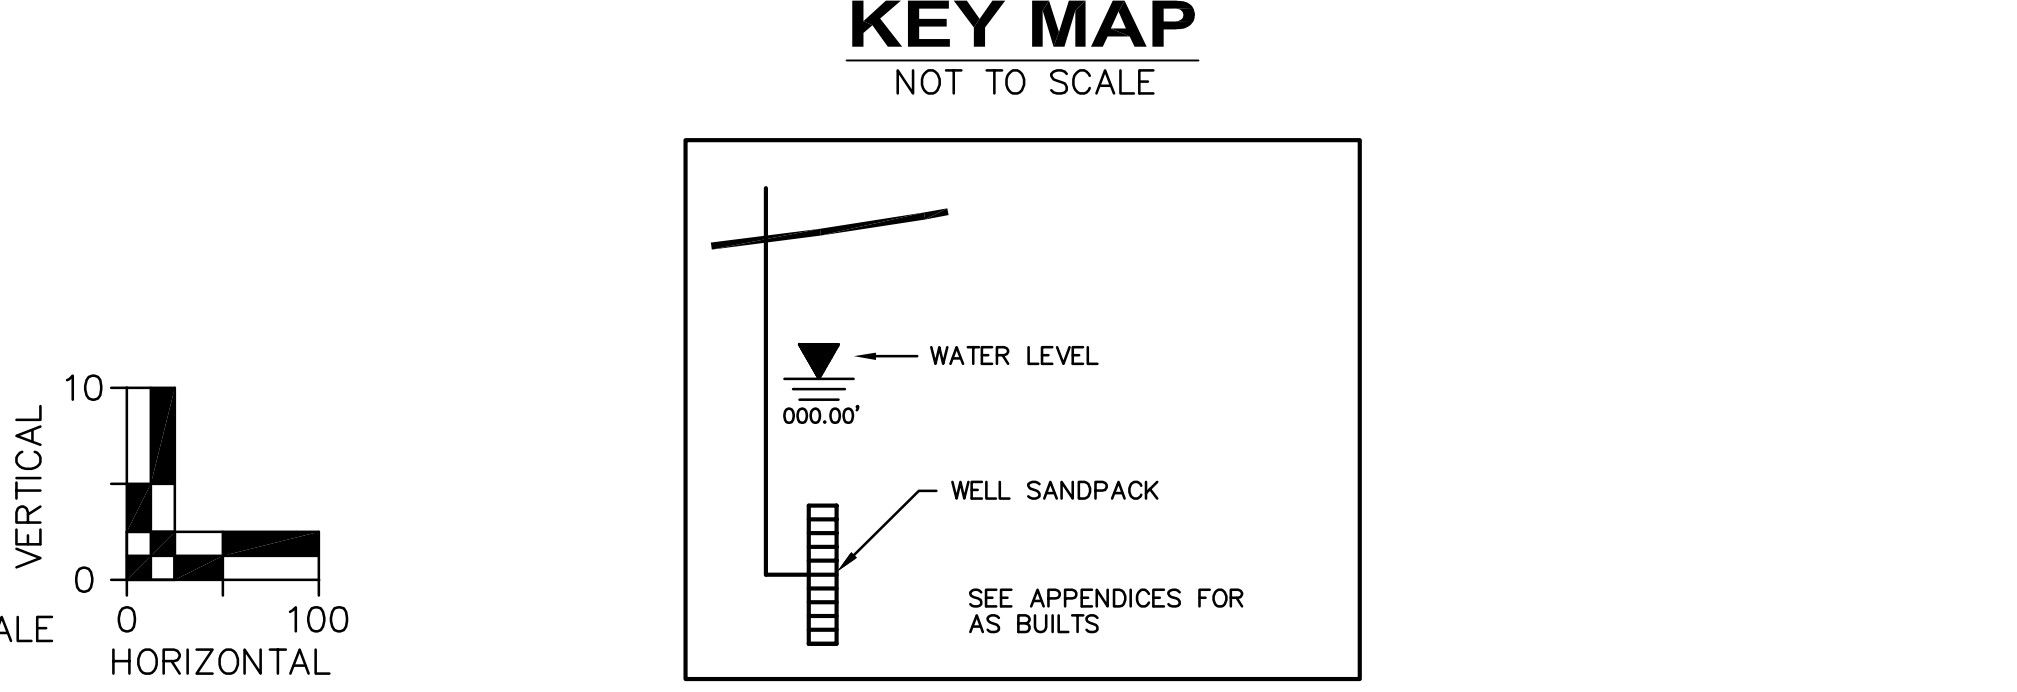 KEY MAP
NOT TO SCALE
WATER LEVEL
000.00'
WELL SANDPACK
SEE APPENDICES FOR
AS BUILTS
10
VERTICAL
0
0
100
ALE
HORIZONTAL